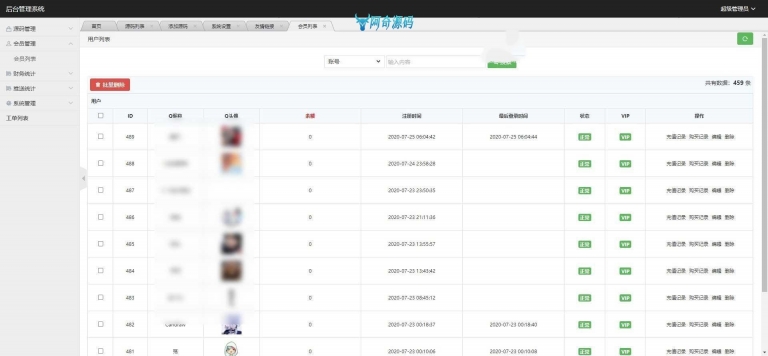 后台管理系统
超级管理员
源码管理
会员管理
会员列表
财务统计
推送统计
系统管理
工单列表
首页 源码列表 添加源码 系统设置 友情链接 会员列表
网奇源码
用户列表
账号 输入内容
批量删除
共有数据：459 条
用户
ID Q昵称 Q头像 余额 注册时间 最后登录时间 状态 VIP 操作
489 0 2020-07-25 06:04:42 2020-07-25 06:04:44 正常 VIP 充值记录 购买记录 编辑 删除
488 0 2020-07-24 23:58:28 正常 VIP 充值记录 购买记录 编辑 删除
487 0 2020-07-23 23:50:35 正常 VIP 充值记录 购买记录 编辑 删除
486 0 2020-07-23 21:11:36 正常 VIP 充值记录 购买记录 编辑 删除
485 0 2020-07-23 13:55:57 正常 VIP 充值记录 购买记录 编辑 删除
484 0 2020-07-23 13:43:42 正常 VIP 充值记录 购买记录 编辑 删除
483 0 2020-07-23 08:45:12 正常 VIP 充值记录 购买记录 编辑 删除
482 0 2020-07-23 00:18:37 2020-07-23 00:18:40 正常 VIP 充值记录 购买记录 编辑 删除
481 0 2020-07-23 00:10:06 2020-07-23 00:10:08 正常 VIP 充值记录 购买记录 编辑 删除